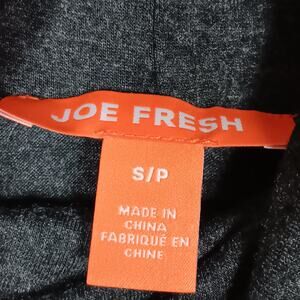 JOE FRESH
S/P
MADE IN
CHINA
FABRIQUÉ EN
CHINE